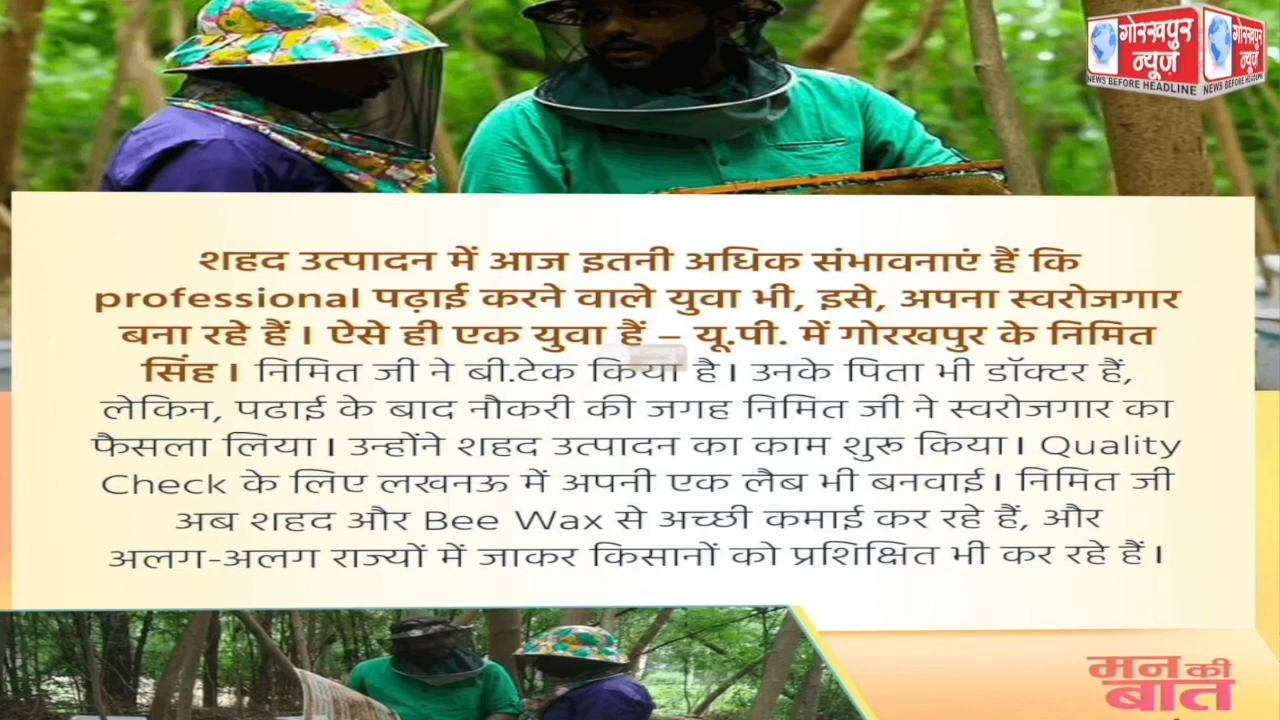 गोरखपुर
न्यूज़
NEWS BEFORE HEADLINE
गोरखपुर
न्यूज़
NEWS BEFORE HEADLINE
शहद उत्पादन में आज इतनी अधिक संभावनाएं हैं कि
professional पढ़ाई करने वाले युवा भी, इसे, अपना स्वरोजगार
बना रहे हैं । ऐसे ही एक युवा हैं – यू.पी. में गोरखपुर के निमित
सिंह । निमित जी ने बी.टेक किया है। उनके पिता भी डॉक्टर हैं,
लेकिन, पढाई के बाद नौकरी की जगह निमित जी ने स्वरोजगार का
फैसला लिया। उन्होंने शहद उत्पादन का काम शुरू किया। Quality
Check के लिए लखनऊ में अपनी एक लैब भी बनवाई। निमित जी
अब शहद और Bee Wax से अच्छी कमाई कर रहे हैं, और
अलग-अलग राज्यों में जाकर किसानों को प्रशिक्षित भी कर रहे हैं ।
मन की
बात